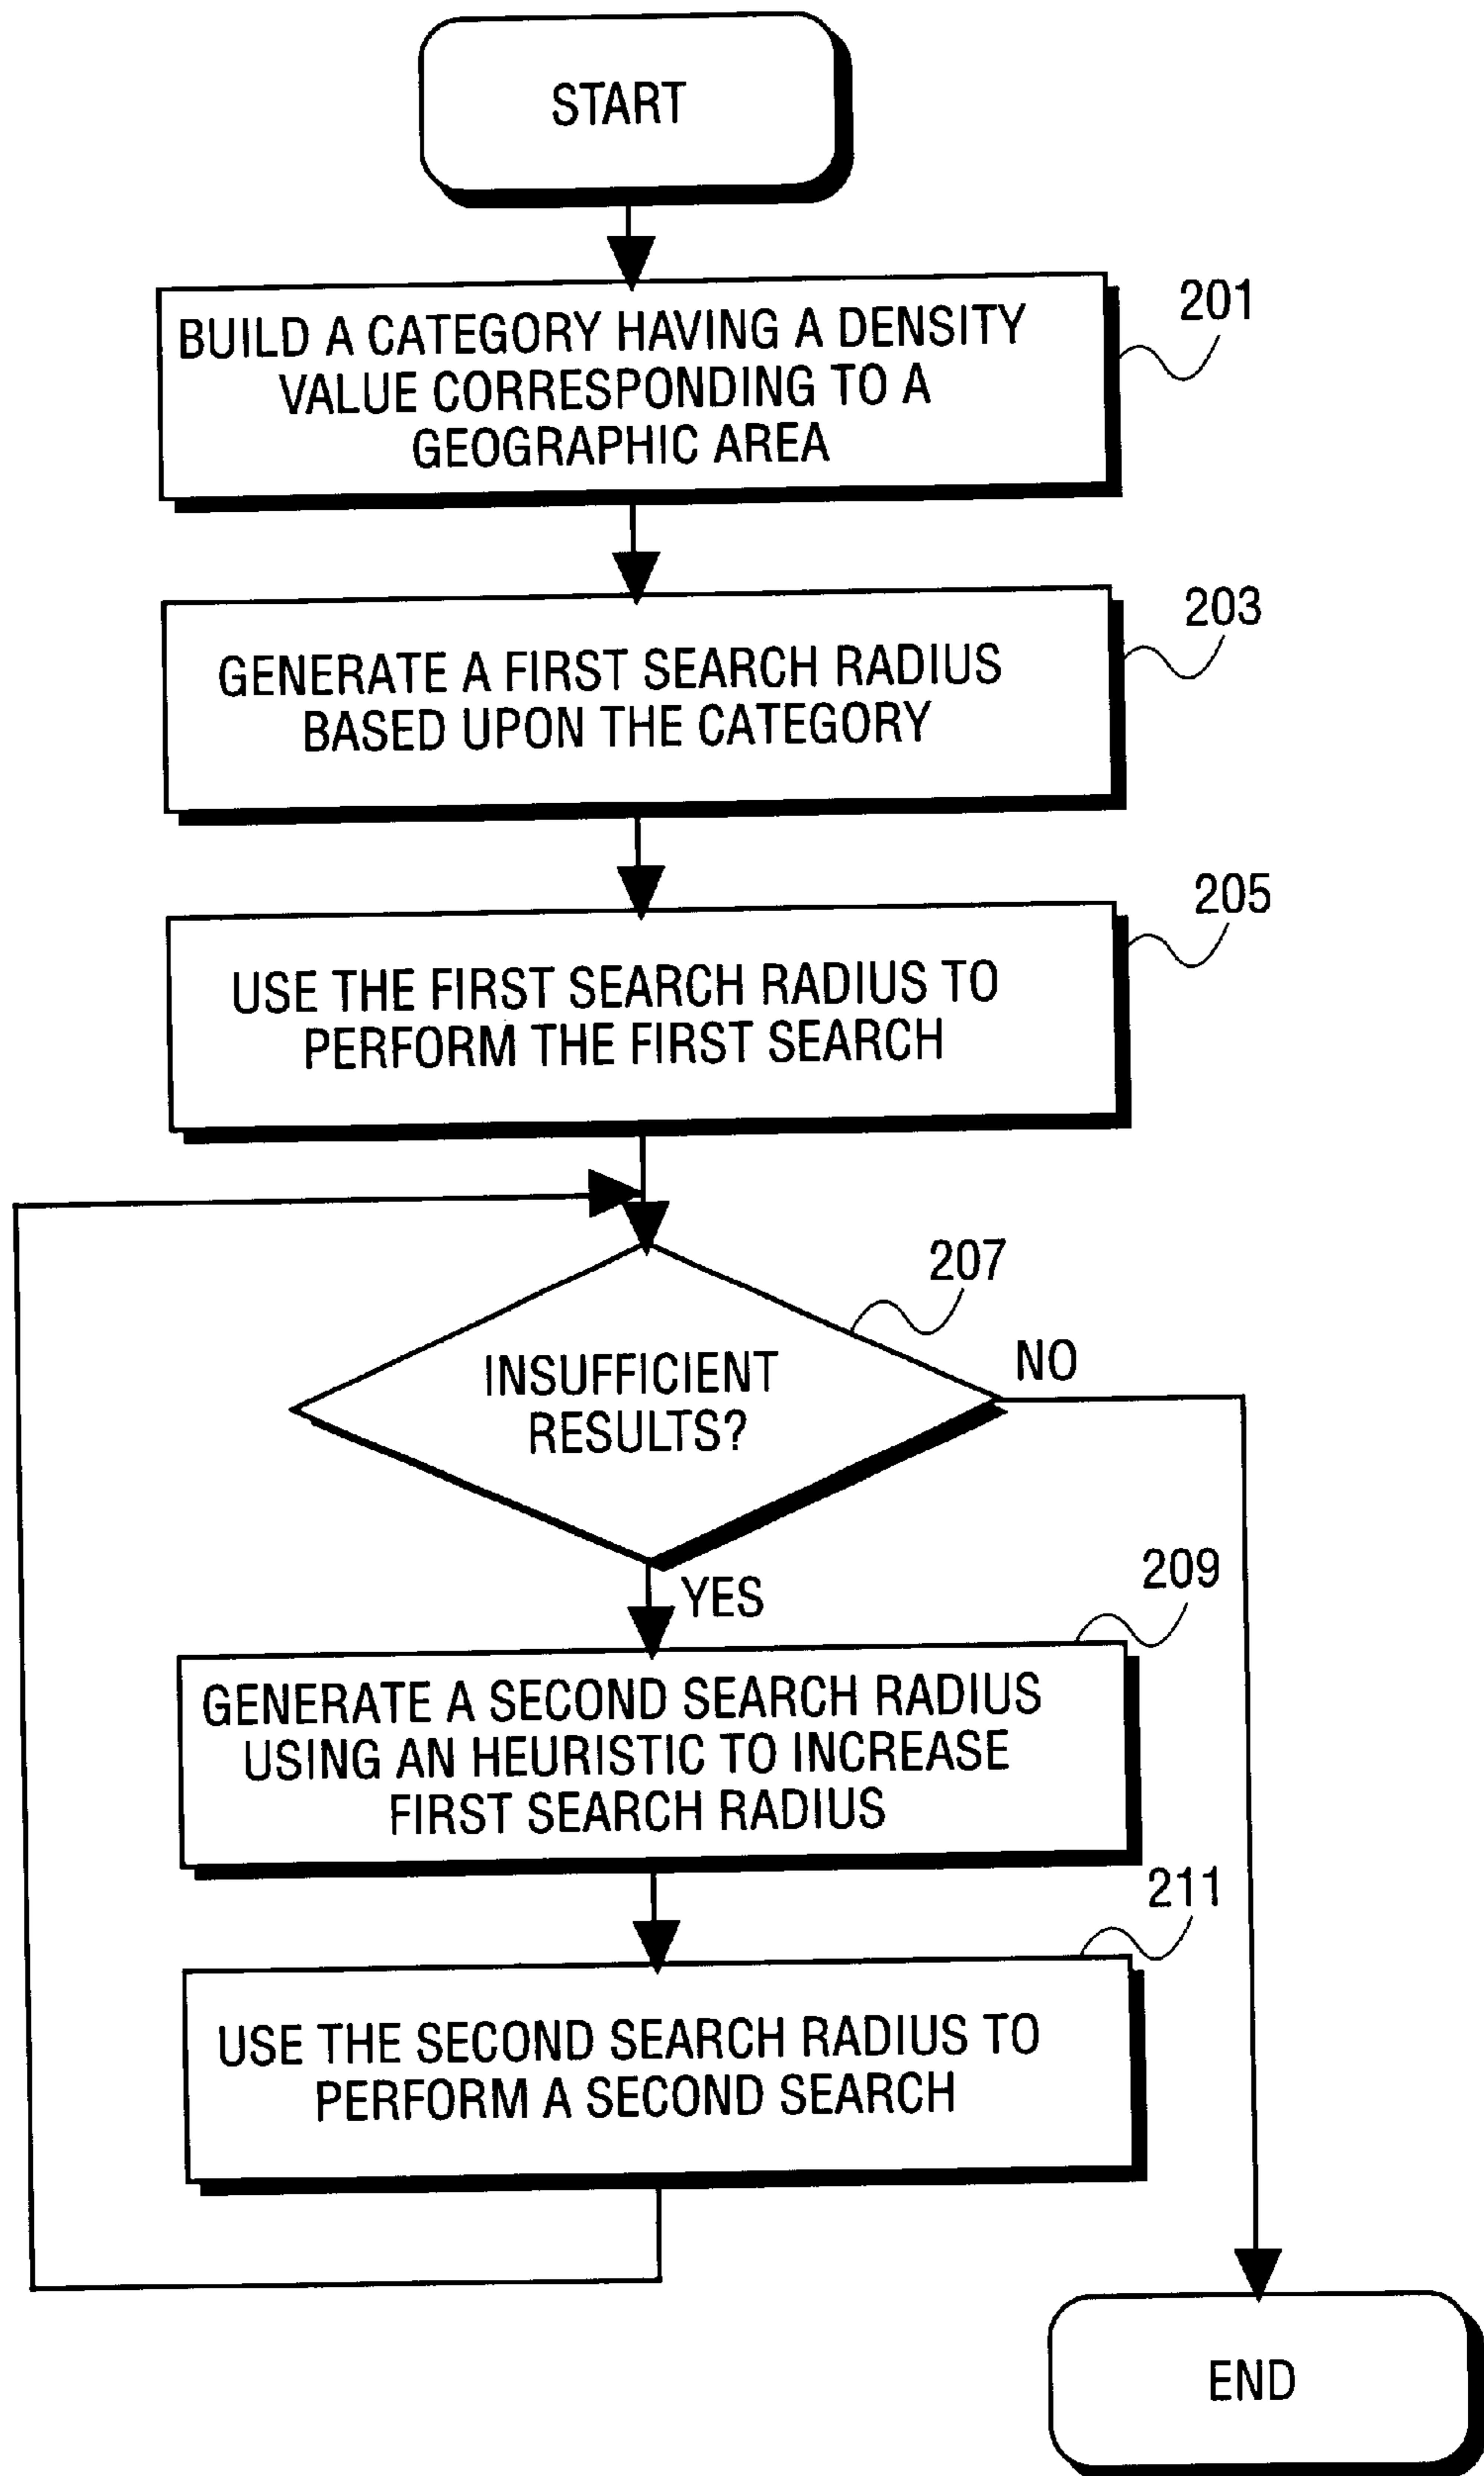 START
BUILD A CATEGORY HAVING A DENSITY
VALUE CORRESPONDING TO A
GEOGRAPHIC AREA
201
GENERATE A FIRST SEARCH RADIUS
BASED UPON THE CATEGORY
203
USE THE FIRST SEARCH RADIUS TO
PERFORM THE FIRST SEARCH
205
INSUFFICIENT
RESULTS?
207
NO
YES
GENERATE A SECOND SEARCH RADIUS
USING AN HEURISTIC TO INCREASE
FIRST SEARCH RADIUS
209
USE THE SECOND SEARCH RADIUS TO
PERFORM A SECOND SEARCH
211
END